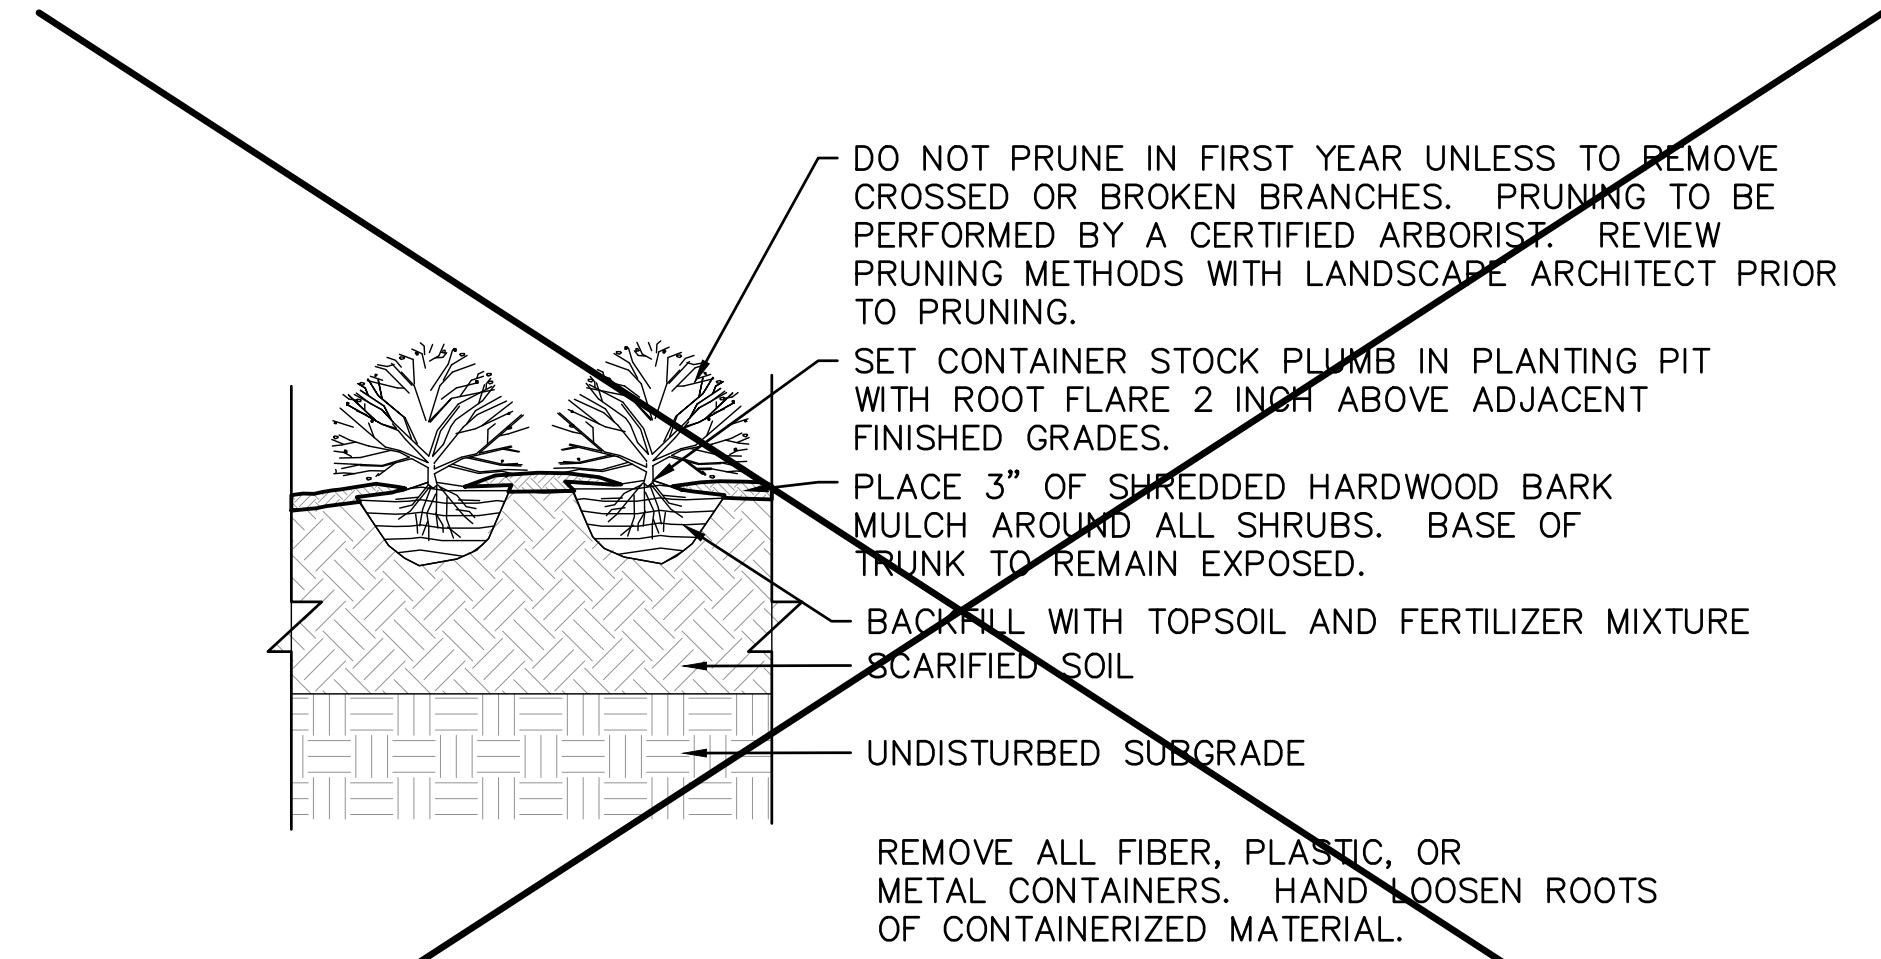 DO NOT PRUNE IN FIRST YEAR UNLESS TO REMOVE
CROSSED OR BROKEN BRANCHES. PRUNING TO BE
PERFORMED BY A CERTIFIED ARBORIST. REVIEW
PRUNING METHODS WITH LANDSCAPE ARCHITECT PRIOR
TO PRUNING.
SET CONTAINER STOCK PLUMB IN PLANTING PIT
WITH ROOT FLARE 2 INCH ABOVE ADJACENT
FINISHED GRADES.
PLACE 3” OF SHREDDED HARDWOOD BARK
MULCH AROUND ALL SHRUBS. BASE OF
TRUNK TO REMAIN EXPOSED.
BACKFILL WITH TOPSOIL AND FERTILIZER MIXTURE
SCARIFIED SOIL
UNDISTURBED SUBGRADE
REMOVE ALL FIBER, PLASTIC, OR
METAL CONTAINERS. HAND LOOSEN ROOTS
OF CONTAINERIZED MATERIAL.